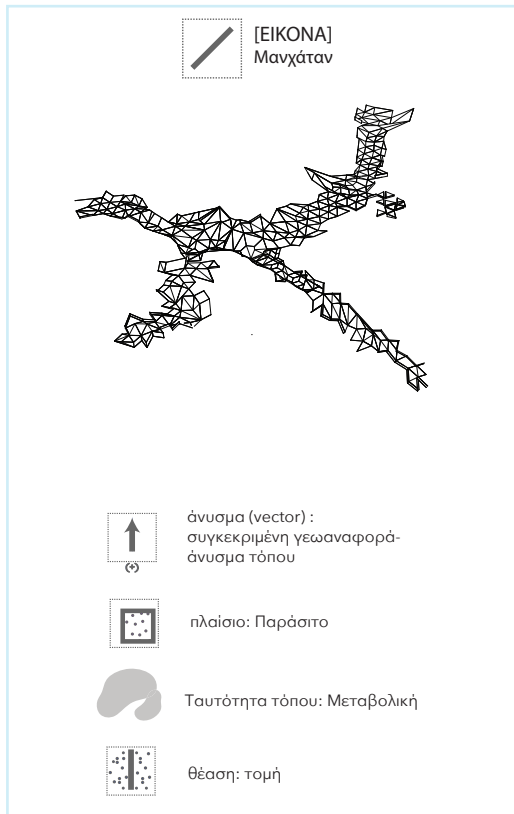 [ΕΙΚΟΝΑ]
Μανχάταν
άνυσμα (vector) :
συγκεκριμένη γεωαναφορά-
άνυσμα τόπου
(+)
πλαίσιο: Παράσιτο
Ταυτότητα τόπου: Μεταβολική
θέαση: τομή